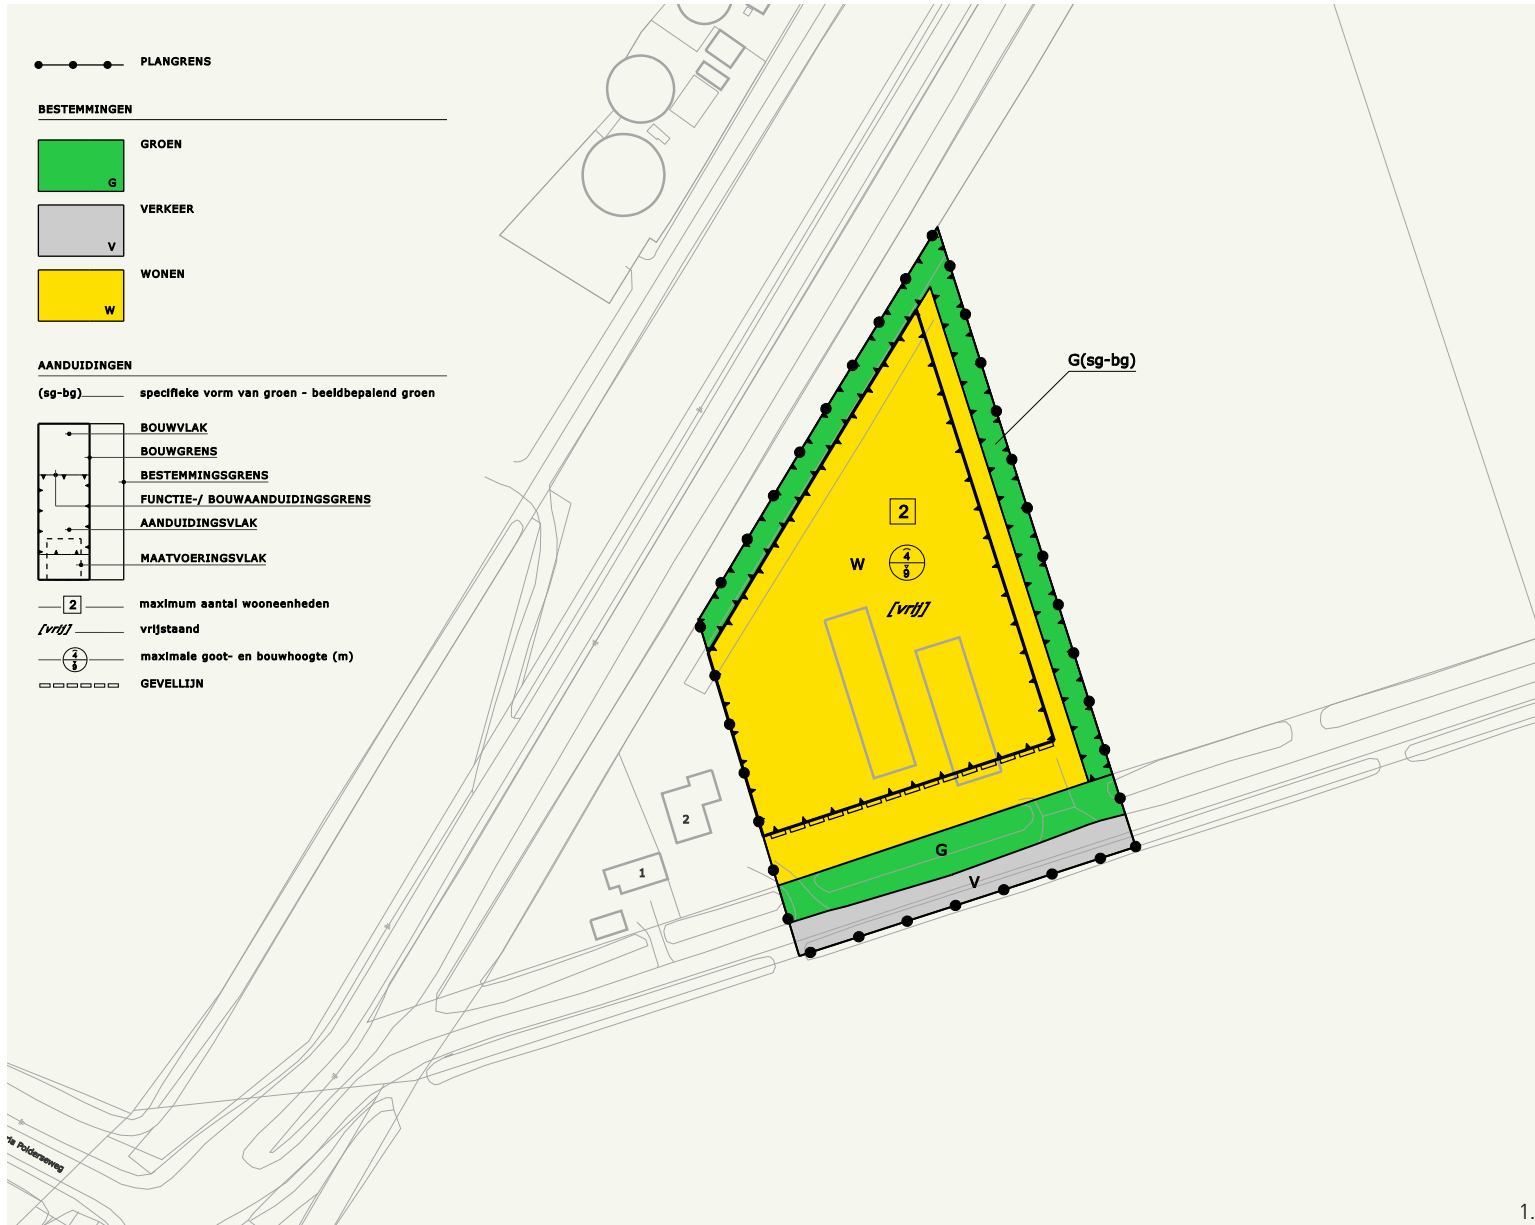 PLANGRENS
BESTEMMINGEN
GROEN
G
VERKEER
V
WONEN
W
AANDUIDINGEN
(sg-bg) specifieke vorm van groen - beeldbepalend groen
BOUWVLAK
BOUWGRENS
BESTEMMINGSGRENS
FUNCTIE-/ BOUWAANDUIDINGSGRENS
AANDUIDINGSVLAK
MAATVOERINGSVLAK
2 maximum aantal wooneenheden
[vrij] vrijstaand
4
9
maximale goot- en bouwhoogte (m)
GEVELLIJN
G(sg-bg)
2
W
4
9
[vrij]
2
1
G
V
Polderseweg
1.